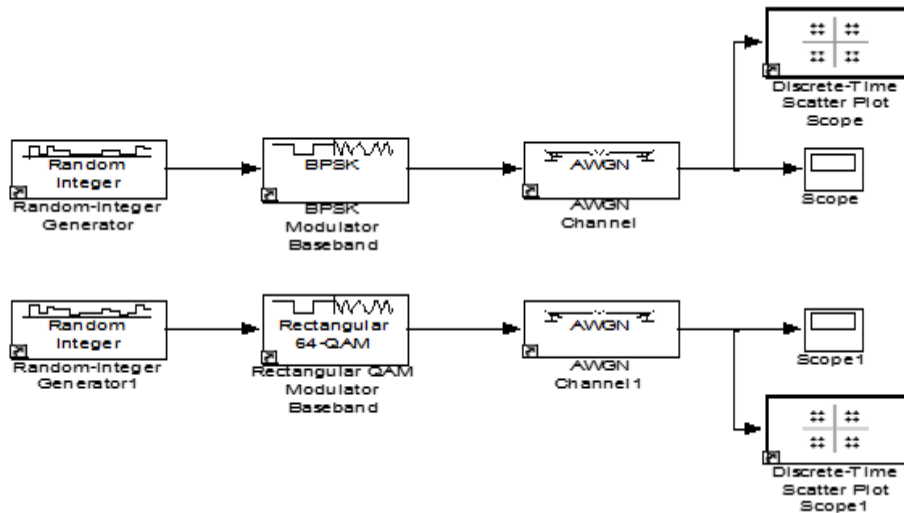 Discrete-Time
Scatter Plot
Scope
Random
Integer
Random-Integer
Generator
BPSK
BPSK
Modulator
Baseband
AWGN
AWGN
Channel
Scope
Random
Integer
Random-Integer
Generator1
Rectangular
64-QAM
Rectangular QAM
Modulator
Baseband
AWGN
AWGN
Channel1
Scope1
Discrete-Time
Scatter Plot
Scope1